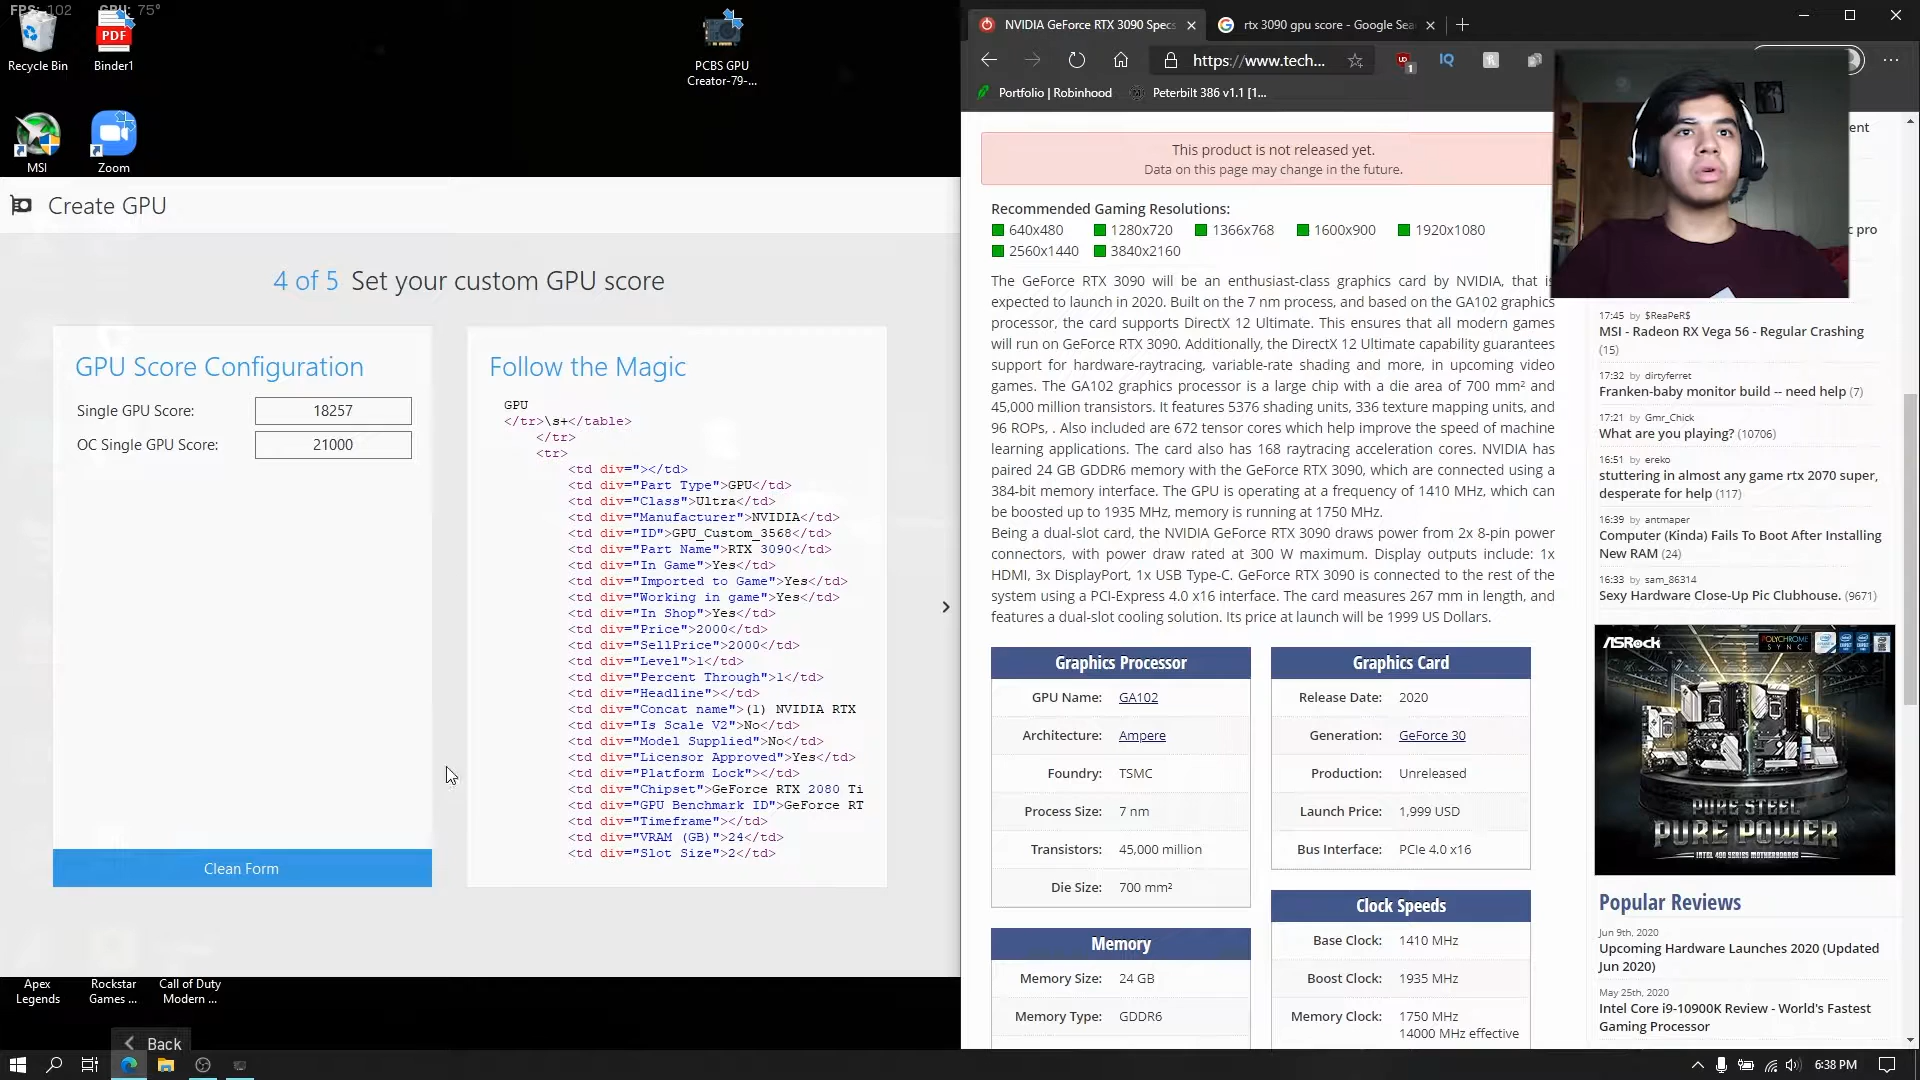 FPS: 102 GPU: 75°
Recycle Bin
Binder1
PCBS GPU
Creator-79-...
MSI
Zoom
Create GPU
4 of 5 Set your custom GPU score
GPU Score Configuration
Single GPU Score: 18257
OC Single GPU Score: 21000
Clean Form
Follow the Magic
GPU
</tr>\s+</table>
</tr>
<tr>
<td div="></td>
<td div="Part Type">GPU</td>
<td div="Class">Ultra</td>
<td div="Manufacturer">NVIDIA</td>
<td div="ID">GPU_Custom_3568</td>
<td div="Part Name">RTX 3090</td>
<td div="In Game">Yes</td>
<td div="Imported to Game">Yes</td>
<td div="Working in game">Yes</td>
<td div="In Shop">Yes</td>
<td div="Price">2000</td>
<td div="SellPrice">2000</td>
<td div="Level">1</td>
<td div="Percent Through">1</td>
<td div="Headline"></td>
<td div="Concat name">(1) NVIDIA RTX
<td div="Is Scale V2">No</td>
<td div="Model Supplied">No</td>
<td div="Licensor Approved">Yes</td>
<td div="Platform Lock"></td>
<td div="Chipset">GeForce RTX 2080 Ti
<td div="GPU Benchmark ID">GeForce RT
<td div="Timeframe"></td>
<td div="VRAM (GB)">24</td>
<td div="Slot Size">2</td>
Apex
Legends
Rockstar
Games ...
Call of Duty
Modern ...
Back
NVIDIA GeForce RTX 3090 Specs
rtx 3090 gpu score - Google Sea
https://www.tech...
UD
1
IQ
Portfolio | Robinhood
Peterbilt 386 v1.1 [1...
This product is not released yet.
Data on this page may change in the future.
Recommended Gaming Resolutions:
640x480 1280x720 1366x768 1600x900 1920x1080
2560x1440 3840x2160
The GeForce RTX 3090 will be an enthusiast-class graphics card by NVIDIA, that is
expected to launch in 2020. Built on the 7 nm process, and based on the GA102 graphics
processor, the card supports DirectX 12 Ultimate. This ensures that all modern games
will run on GeForce RTX 3090. Additionally, the DirectX 12 Ultimate capability guarantees
support for hardware-raytracing, variable-rate shading and more, in upcoming video
games. The GA102 graphics processor is a large chip with a die area of 700 mm² and
45,000 million transistors. It features 5376 shading units, 336 texture mapping units, and
96 ROPs, . Also included are 672 tensor cores which help improve the speed of machine
learning applications. The card also has 168 raytracing acceleration cores. NVIDIA has
paired 24 GB GDDR6 memory with the GeForce RTX 3090, which are connected using a
384-bit memory interface. The GPU is operating at a frequency of 1410 MHz, which can
be boosted up to 1935 MHz, memory is running at 1750 MHz.
Being a dual-slot card, the NVIDIA GeForce RTX 3090 draws power from 2x 8-pin power
connectors, with power draw rated at 300 W maximum. Display outputs include: 1x
HDMI, 3x DisplayPort, 1x USB Type-C. GeForce RTX 3090 is connected to the rest of the
system using a PCI-Express 4.0 x16 interface. The card measures 267 mm in length, and
features a dual-slot cooling solution. Its price at launch will be 1999 US Dollars.
Graphics Processor
GPU Name: GA102
Architecture: Ampere
Foundry: TSMC
Process Size: 7 nm
Transistors: 45,000 million
Die Size: 700 mm²
Memory
Memory Size: 24 GB
Memory Type: GDDR6
Graphics Card
Release Date: 2020
Generation: GeForce 30
Production: Unreleased
Launch Price: 1,999 USD
Bus Interface: PCIe 4.0 x16
Clock Speeds
Base Clock: 1410 MHz
Boost Clock: 1935 MHz
Memory Clock: 1750 MHz
14000 MHz effective
ent
c pro
17:45 by $ReaPeR$
MSI - Radeon RX Vega 56 - Regular Crashing
(15)
17:32 by dirtyferret
Franken-baby monitor build -- need help (7)
17:21 by Gmr_Chick
What are you playing? (10706)
16:51 by ereko
stuttering in almost any game rtx 2070 super,
desperate for help (117)
16:39 by antmaper
Computer (Kinda) Fails To Boot After Installing
New RAM (24)
16:33 by sam_86314
Sexy Hardware Close-Up Pic Clubhouse. (9671)
ASRock
POLYCHROME
SYNC
PURE STEEL
PURE POWER
INTEL 400 SERIES MOTHERBOARDS
Popular Reviews
Jun 9th, 2020
Upcoming Hardware Launches 2020 (Updated
Jun 2020)
May 25th, 2020
Intel Core i9-10900K Review - World's Fastest
Gaming Processor
6:38 PM